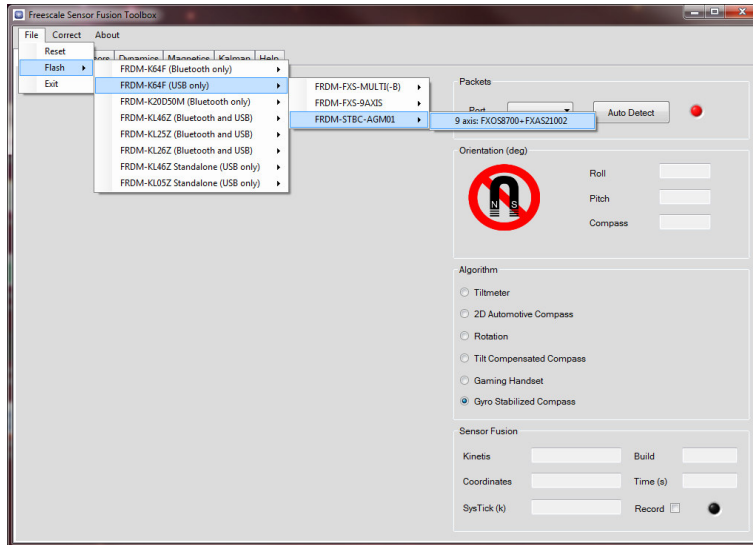 Freescale Sensor Fusion Toolbox
File Correct About
Reset
Flash
Exit
Dynamics Magnetics Kalman Help
FRDM-K64F (Bluetooth only)
FRDM-K64F (USB only)
FRDM-K20D50M (Bluetooth only)
FRDM-KL46Z (Bluetooth and USB)
FRDM-KL25Z (Bluetooth and USB)
FRDM-KL26Z (Bluetooth and USB)
FRDM-KL46Z Standalone (USB only)
FRDM-KL05Z Standalone (USB only)
FRDM-FXS-MULTI(-B)
FRDM-FXS-9AXIS
FRDM-STBC-AGM01
9 axis: FXOS8700+FXAS21002
Packets
Port
Auto Detect
Orientation (deg)
N S
Roll
Pitch
Compass
Algorithm
Tiltmeter
2D Automotive Compass
Rotation
Tilt Compensated Compass
Gaming Handset
Gyro Stabilized Compass
Sensor Fusion
Kinetis
Build
Coordinates
Time (s)
SysTick (k)
Record